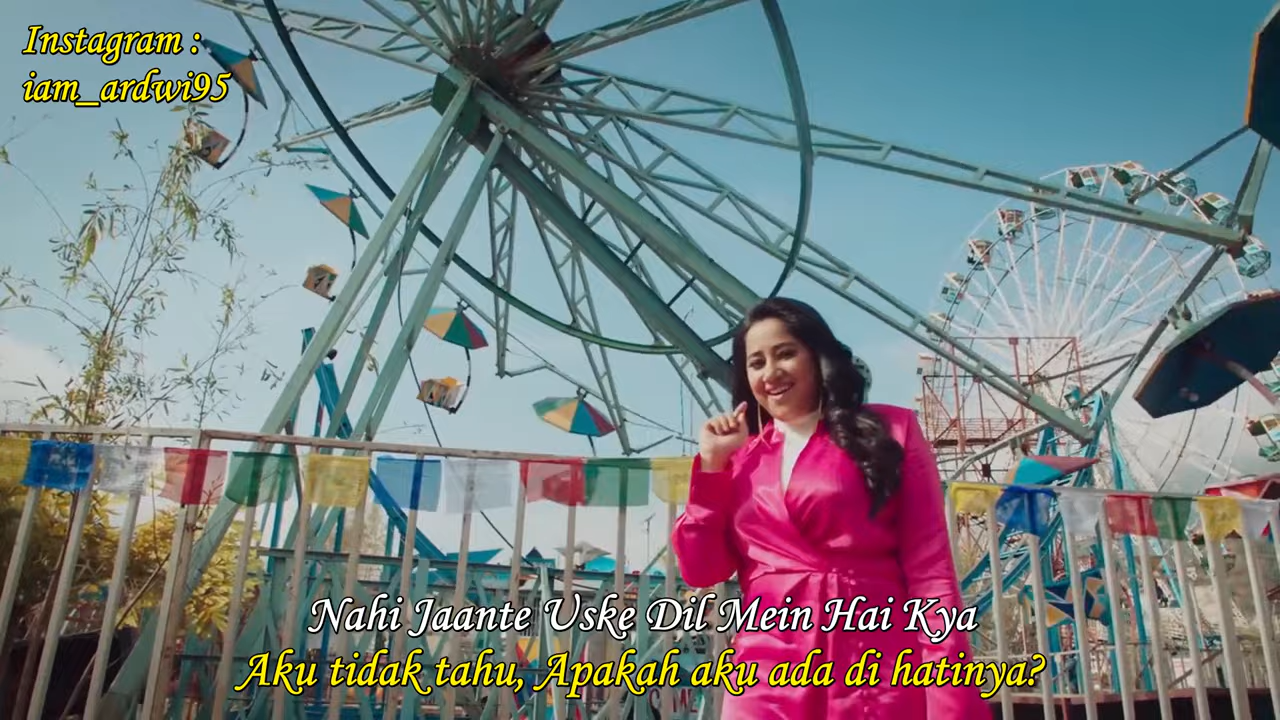 Instagram :
iam_ardwi95
Nahi Jaante Uske Dil Mein Hai Kya
Aku tidak tahu, Apakah aku ada di hatinya?